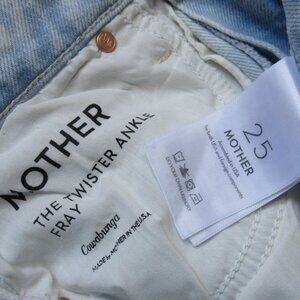 MOTHER
THE TWISTER ANKLE
FRAY
Cowabunga
MADE by MOTHER IN THE U.S.A.
25
MOTHER